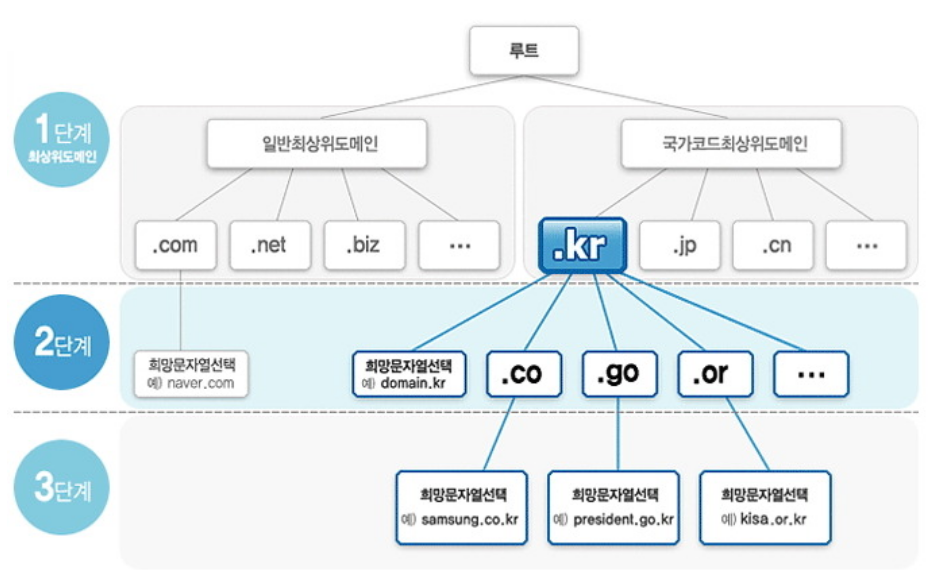 루트
1단계
최상위도메인
일반최상위도메인
국가코드최상위도메인
.com
.net
.biz
...
.kr
.jp
.cn
...
2단계
희망문자열선택
예) naver.com
희망문자열선택
예) domain.kr
.co
.go
.or
...
3단계
희망문자열선택
예) samsung.co.kr
희망문자열선택
예) president.go.kr
희망문자열선택
예) kisa.or.kr